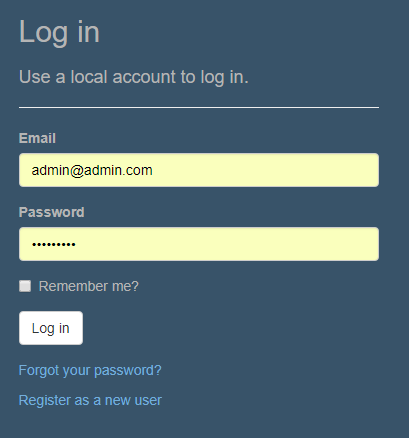 Log in
Use a local account to log in.
Email
admin@admin.com
Password
•••••••••
Remember me?
Log in
Forgot your password?
Register as a new user